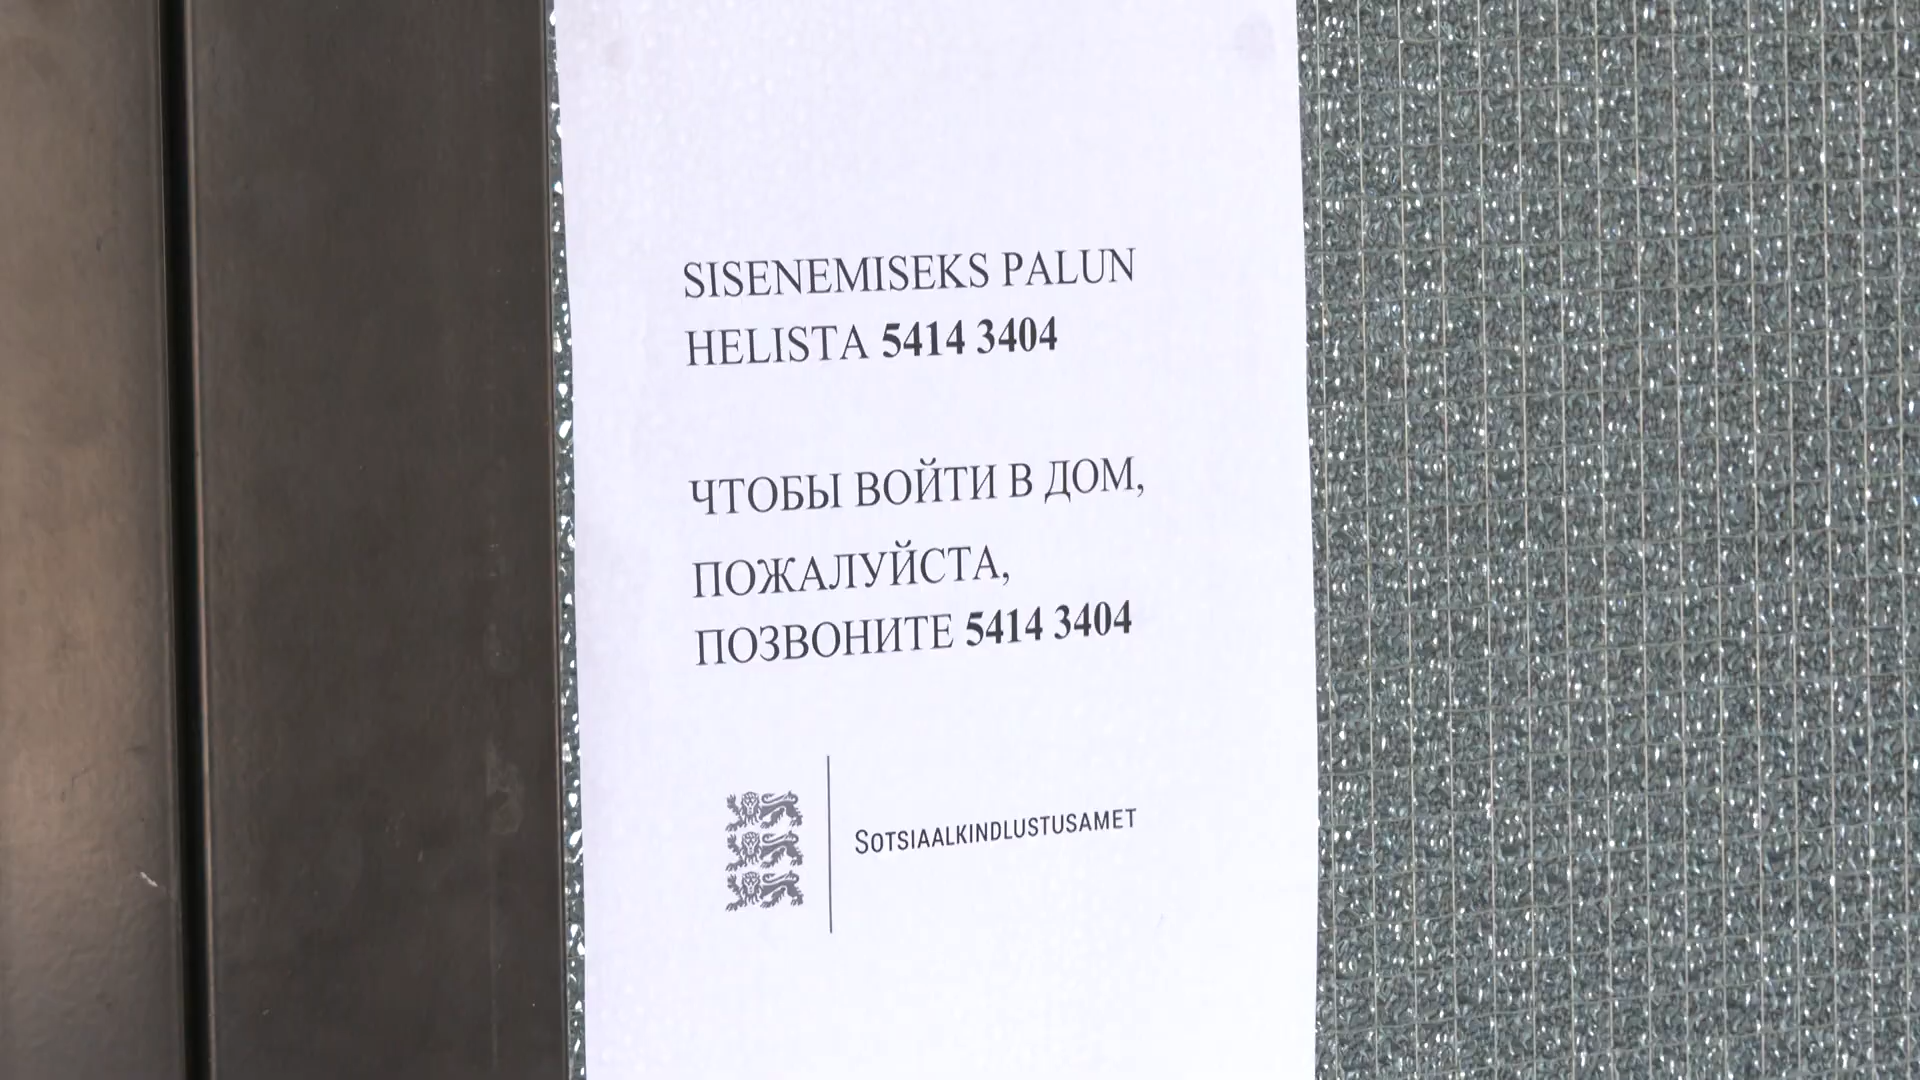 SISENEMISEKS PALUN
HELISTA 5414 3404
ЧТОБЫ ВОЙТИ В ДОМ,
ПОЖАЛУЙСТА,
ПОЗВОНИТЕ 5414 3404
SOTSIAALKINDLUSTUSAMET